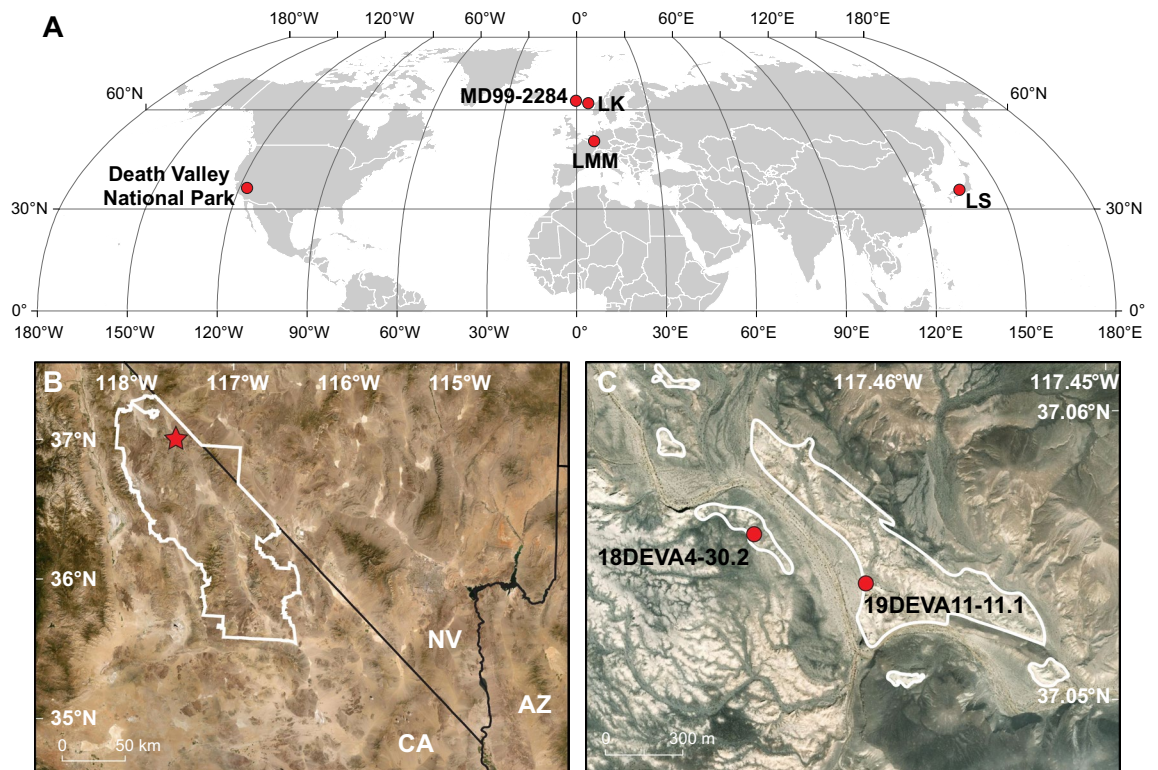 A
180°W 120°W 60°W 0° 60°E 120°E 180°E
60°N 60°N
MD99-2284
LK
LMM
Death Valley
National Park
LS
30°N 30°N
0° 0°
180°W 150°W 120°W 90°W 60°W 30°W 0° 30°E 60°E 90°E 120°E 150°E 180°E
B
118°W 117°W 116°W 115°W
37°N
36°N
35°N
NV
AZ
CA
0 50 km
C
117.46°W 117.45°W
37.06°N
18DEVA4-30.2
19DEVA11-11.1
37.05°N
0 300 m